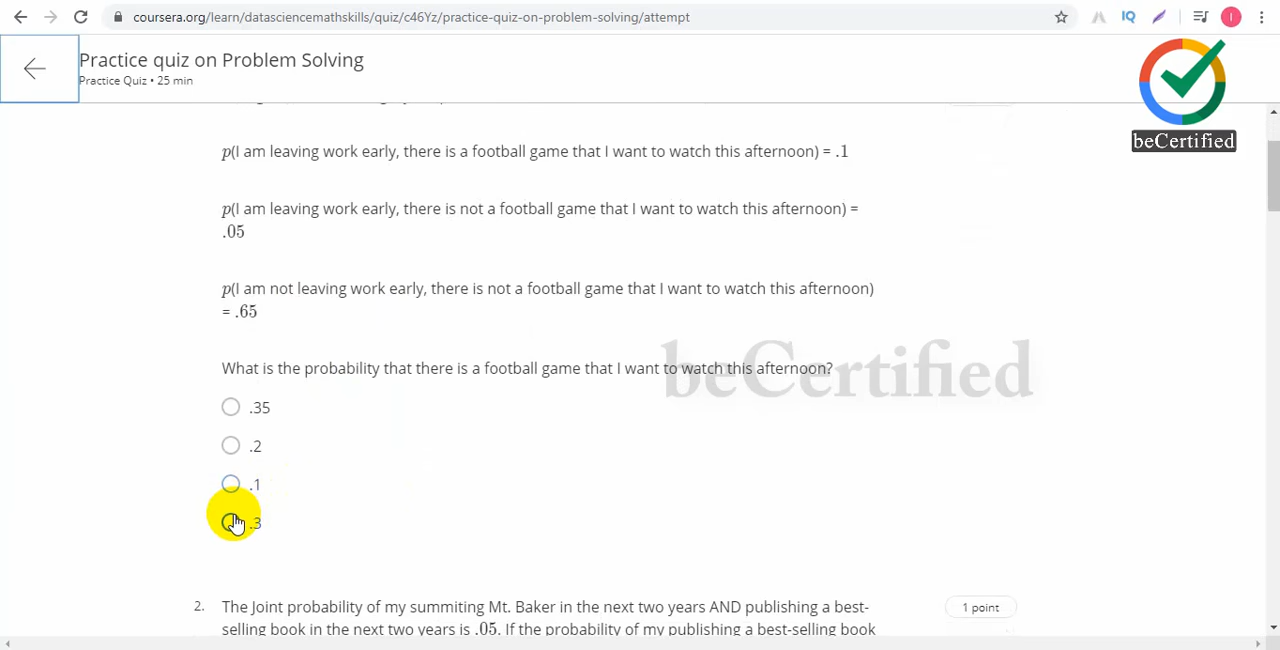 coursera.org/learn/datasciencemathskills/quiz/c46Yz/practice-quiz-on-problem-solving/attempt
Practice quiz on Problem Solving
Practice Quiz • 25 min
beCertified
p(I am leaving work early, there is a football game that I want to watch this afternoon) = .1
p(I am leaving work early, there is not a football game that I want to watch this afternoon) =
.05
p(I am not leaving work early, there is not a football game that I want to watch this afternoon)
= .65
What is the probability that there is a football game that I want to watch this afternoon?
beCertified
.35
.2
.1
.3
2. The Joint probability of my summiting Mt. Baker in the next two years AND publishing a best-
1 point
selling book in the next two years is .05. If the probability of my publishing a best-selling book